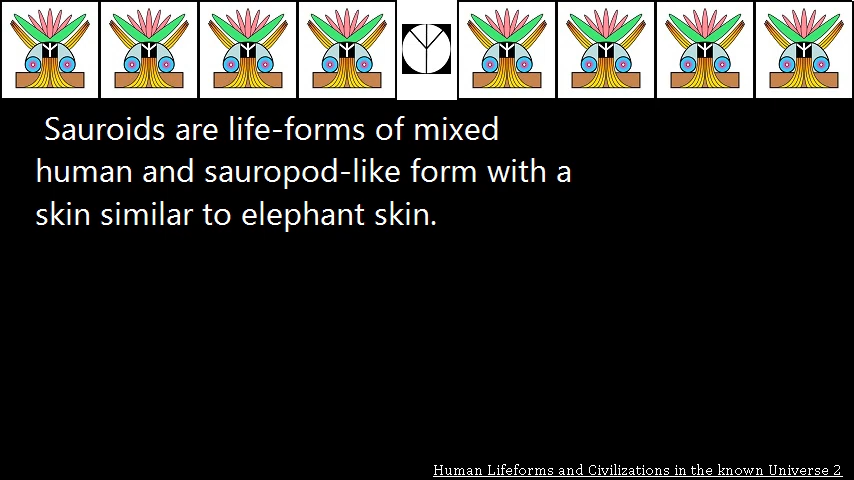 Sauroids are life-forms of mixed
human and sauropod-like form with a
skin similar to elephant skin.
Human Lifeforms and Civilizations in the known Universe 2